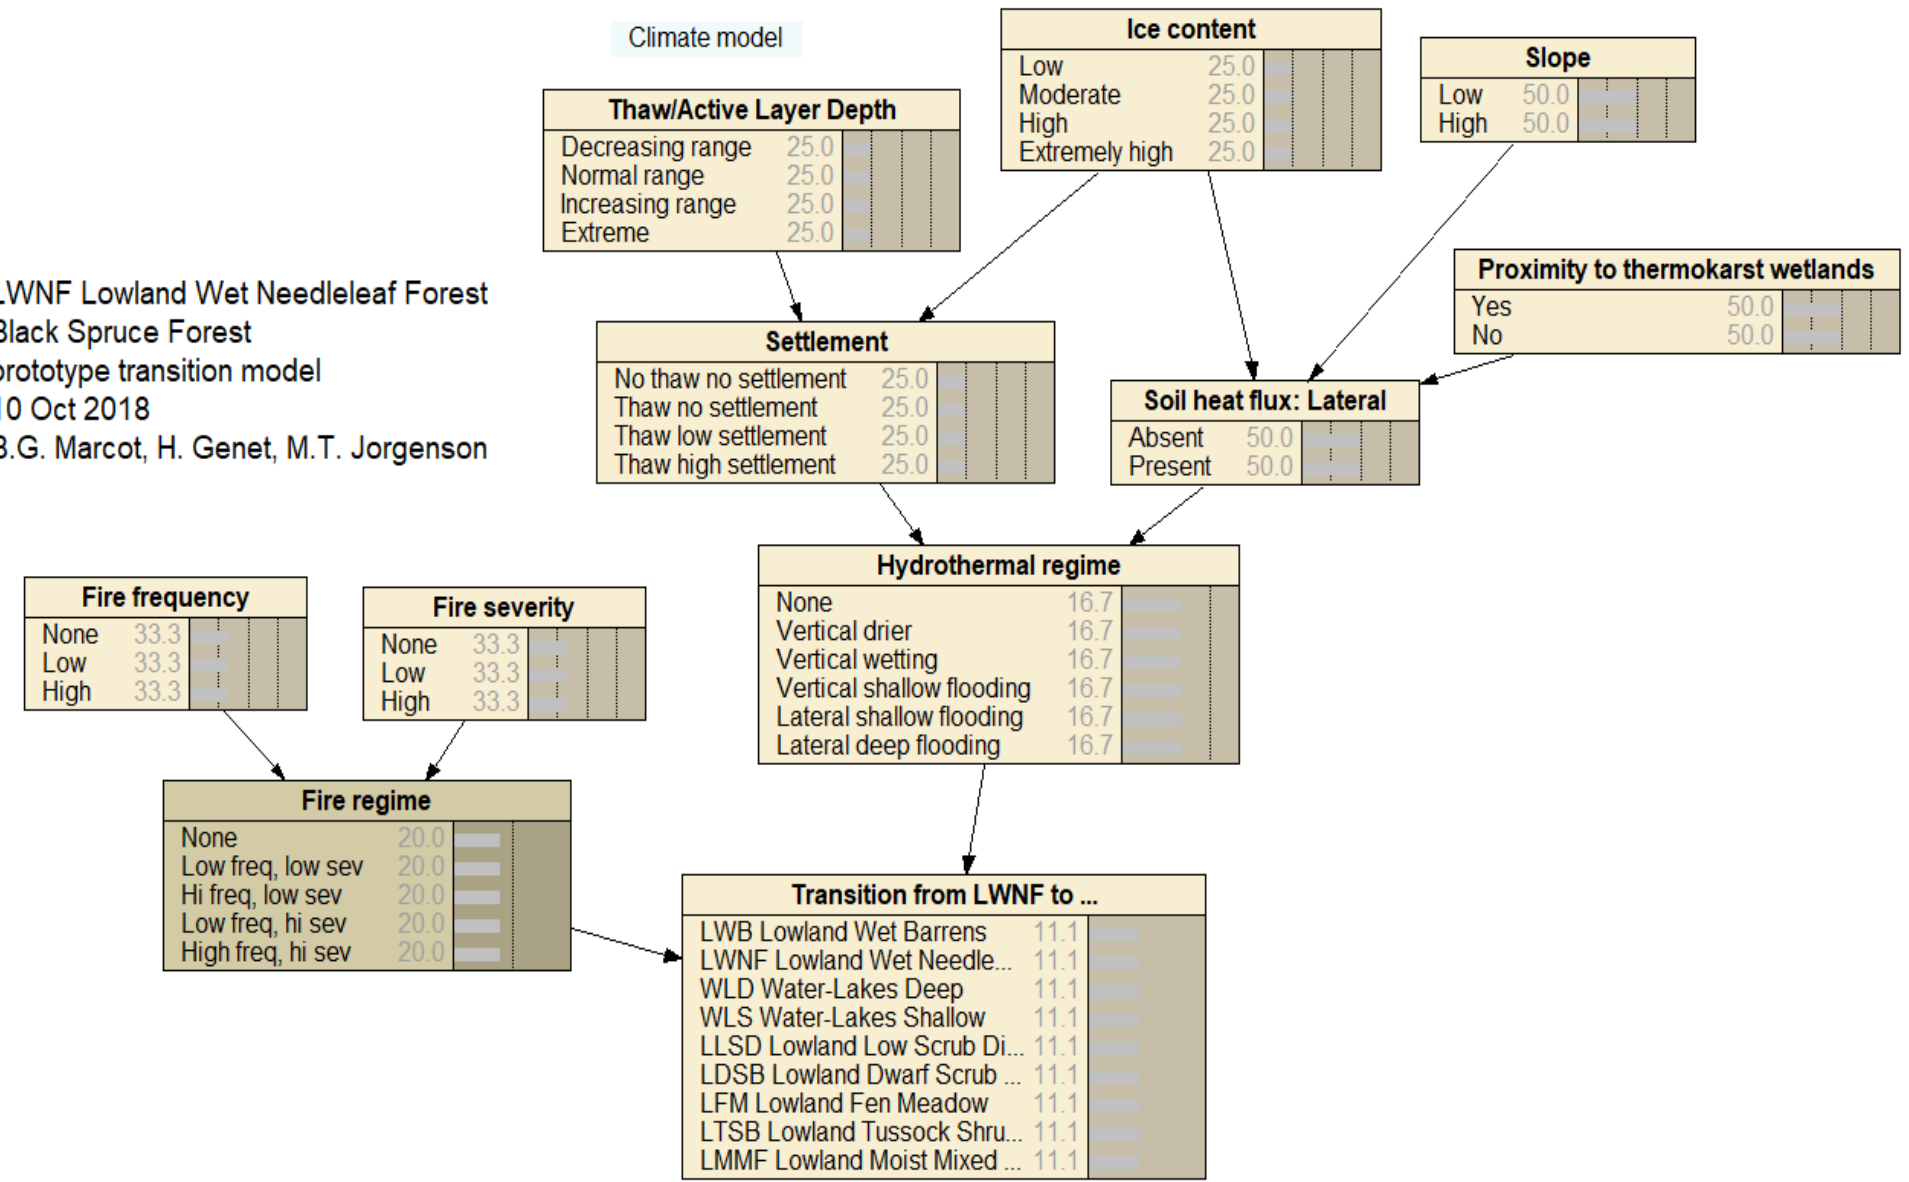 Climate model
Ice content
Low 25.0
Moderate 25.0
High 25.0
Extremely high 25.0
Slope
Low 50.0
High 50.0
Thaw/Active Layer Depth
Decreasing range 25.0
Normal range 25.0
Increasing range 25.0
Extreme 25.0
Proximity to thermokarst wetlands
Yes 50.0
No 50.0
LWNF Lowland Wet Needleleaf Forest
Black Spruce Forest
prototype transition model
10 Oct 2018
B.G. Marcot, H. Genet, M.T. Jorgenson
Settlement
No thaw no settlement 25.0
Thaw no settlement 25.0
Thaw low settlement 25.0
Thaw high settlement 25.0
Soil heat flux: Lateral
Absent 50.0
Present 50.0
Hydrothermal regime
None 16.7
Vertical drier 16.7
Vertical wetting 16.7
Vertical shallow flooding 16.7
Lateral shallow flooding 16.7
Lateral deep flooding 16.7
Fire frequency
None 33.3
Low 33.3
High 33.3
Fire severity
None 33.3
Low 33.3
High 33.3
Fire regime
None 20.0
Low freq, low sev 20.0
Hi freq, low sev 20.0
Low freq, hi sev 20.0
High freq, hi sev 20.0
Transition from LWNF to ...
LWB Lowland Wet Barrens 11.1
LWNF Lowland Wet Needle... 11.1
WLD Water-Lakes Deep 11.1
WLS Water-Lakes Shallow 11.1
LLSD Lowland Low Scrub Di... 11.1
LDSB Lowland Dwarf Scrub ... 11.1
LFM Lowland Fen Meadow 11.1
LTSB Lowland Tussock Shru... 11.1
LMMF Lowland Moist Mixed ... 11.1